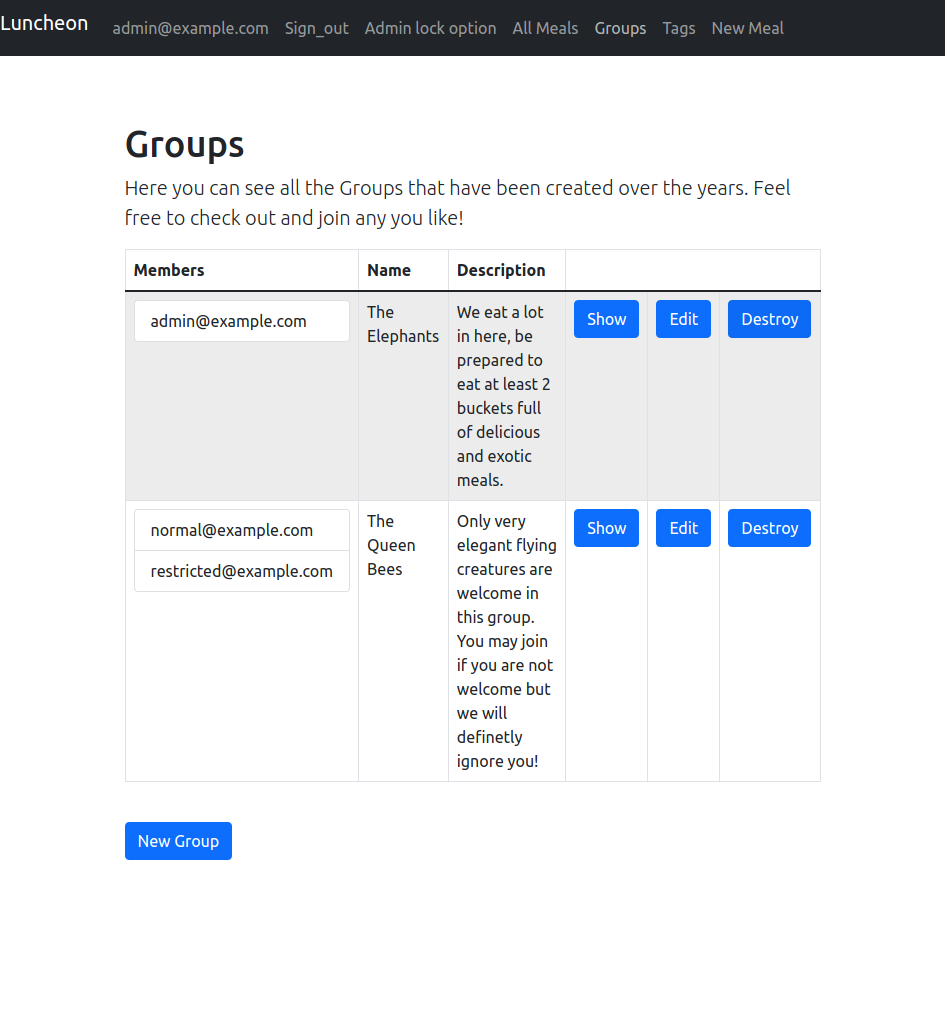 Luncheon admin@example.com Sign_out Admin lock option All Meals Groups Tags New Meal
Groups
Here you can see all the Groups that have been created over the years. Feel
free to check out and join any you like!
Members Name Description
admin@example.com
The
Elephants
We eat a lot
in here, be
prepared to
eat at least 2
buckets full
of delicious
and exotic
meals.
Show Edit Destroy
normal@example.com
restricted@example.com
The
Queen
Bees
Only very
elegant flying
creatures are
welcome in
this group.
You may join
if you are not
welcome but
we will
definetly
ignore you!
Show Edit Destroy
New Group